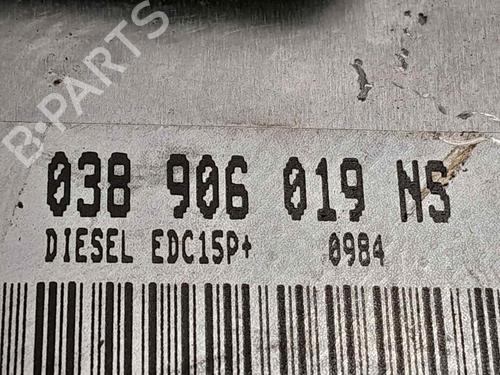 B-PARTS
038 906 019 NS
DIESEL EDC15P+ 0984